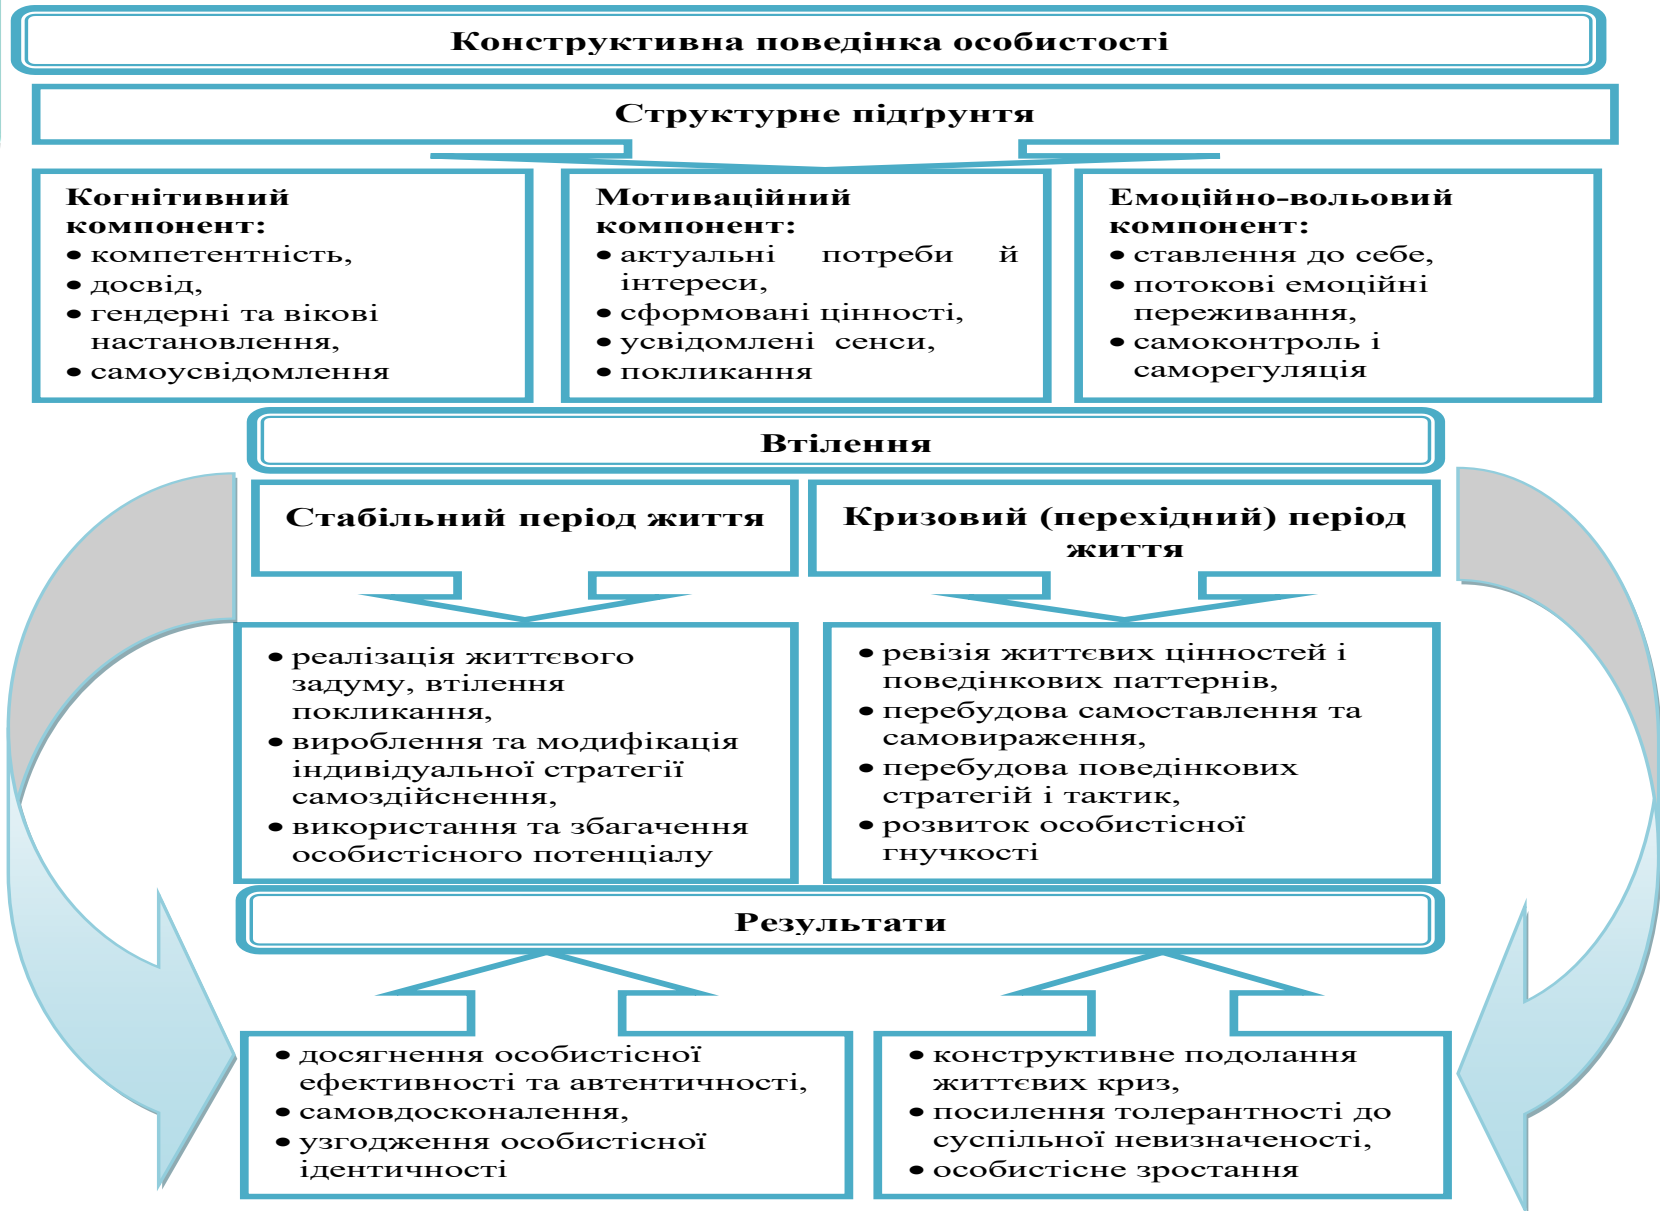 Конструктивна поведінка особистості
Структурне підґрунтя
Когнітивний
компонент:
• компетентність,
• досвід,
• гендерні та вікові
настановлення,
• самоусвідомлення
Мотиваційний
компонент:
• актуальні потреби й
інтереси,
• сформовані цінності,
• усвідомлені сенси,
• покликання
Емоційно-вольовий
компонент:
• ставлення до себе,
• потокові емоційні
переживання,
• самоконтроль і
саморегуляція
Втілення
Стабільний період життя
Кризовий (перехідний) період
життя
• реалізація життєвого
задуму, втілення
покликання,
• вироблення та модифікація
індивідуальної стратегії
самоздійснення,
• використання та збагачення
особистісного потенціалу
• ревізія життєвих цінностей і
поведінкових паттернів,
• перебудова самоставлення та
самовираження,
• перебудова поведінкових
стратегій і тактик,
• розвиток особистісної
гнучкості
Результати
• досягнення особистісної
ефективності та автентичності,
• самовдосконалення,
• узгодження особистісної
ідентичності
• конструктивне подолання
життєвих криз,
• посилення толерантності до
суспільної невизначеності,
• особистісне зростання